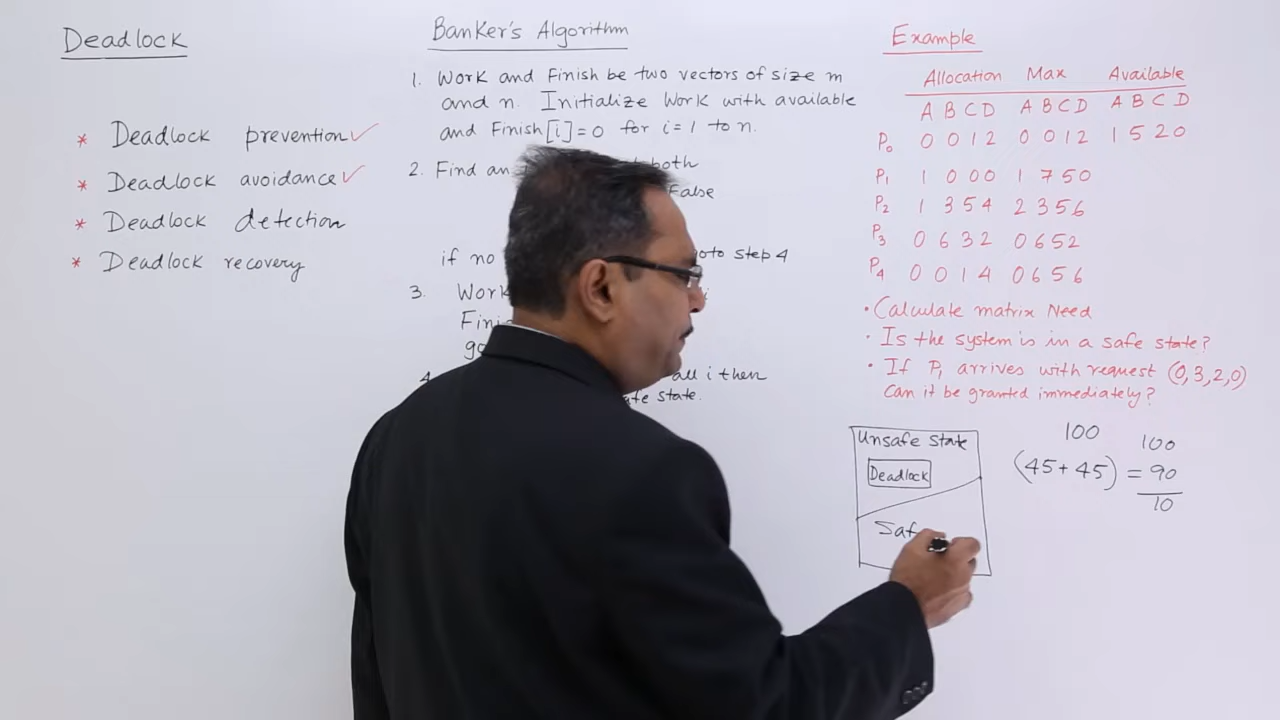 Deadlock
* Deadlock prevention ✓
* Deadlock avoidance ✓
* Deadlock detection
* Deadlock recovery
Banker's Algorithm
1. Work and Finish be two vectors of size m
and n. Initialize Work with available
and Finish[i]=0 for i=1 to n.
2. Find an both
False
if no goto step 4
3. Work i
4 all i then
state.
Example
Allocation Max Available
A B C D A B C D A B C D
P0 0 0 1 2 0 0 1 2 1 5 2 0
P1 1 0 0 0 1 7 5 0
P2 1 3 5 4 2 3 5 6
P3 0 6 3 2 0 6 5 2
P4 0 0 1 4 0 6 5 6
• Calculate matrix Need
• Is the system is in a safe state?
• If P1 arrives with request (0,3,2,0)
Can it be granted immediately?
Unsafe State
Deadlock
Saf
100
(45+45) = 90
100
10